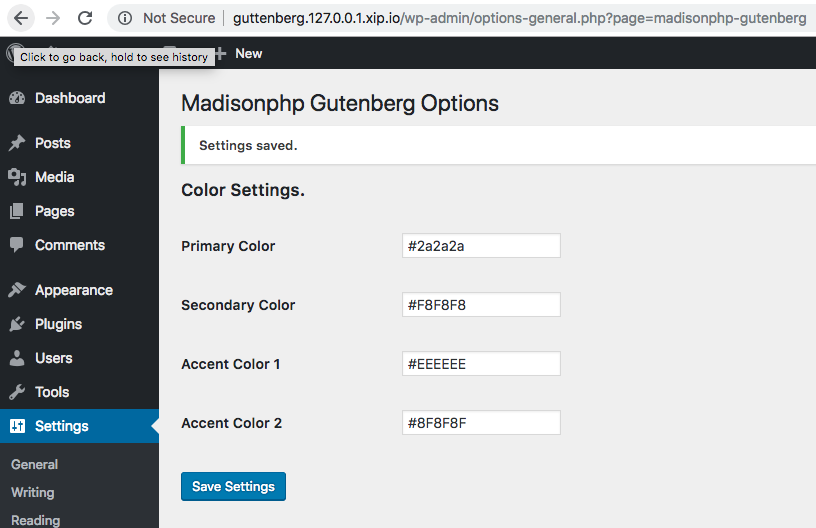 Not Secure | guttenberg.127.0.0.1.xip.io/wp-admin/options-general.php?page=madisonphp-gutenberg
Click to go back, hold to see history
+ New
Dashboard
Posts
Media
Pages
Comments
Appearance
Plugins
Users
Tools
Settings
General
Writing
Reading
Madisonphp Gutenberg Options
Settings saved.
Color Settings.
Primary Color #2a2a2a
Secondary Color #F8F8F8
Accent Color 1 #EEEEEE
Accent Color 2 #8F8F8F
Save Settings